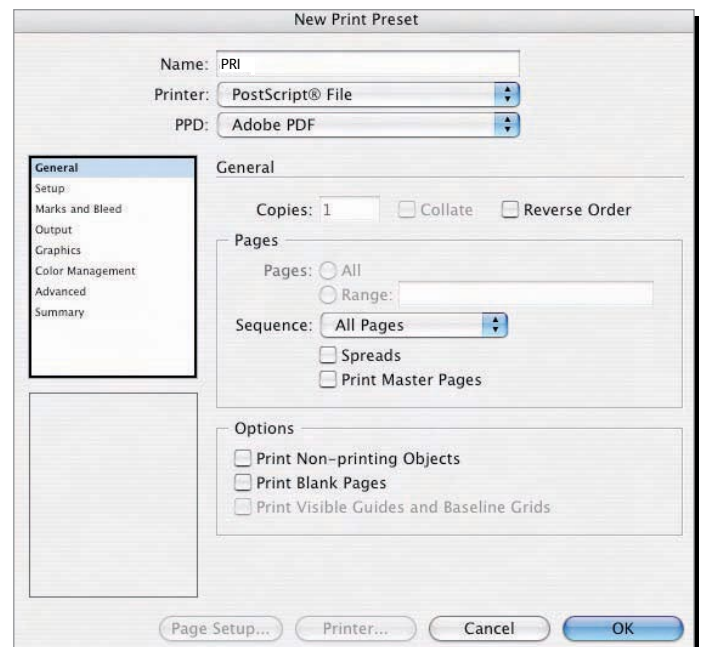 New Print Preset
Name: PRI
Printer: PostScript® File
PPD: Adobe PDF
General
Setup
Marks and Bleed
Output
Graphics
Color Management
Advanced
Summary
General
Copies: 1 Collate Reverse Order
Pages
Pages: All
Range:
Sequence: All Pages
Spreads
Print Master Pages
Options
Print Non-printing Objects
Print Blank Pages
Print Visible Guides and Baseline Grids
Page Setup... Printer... Cancel OK